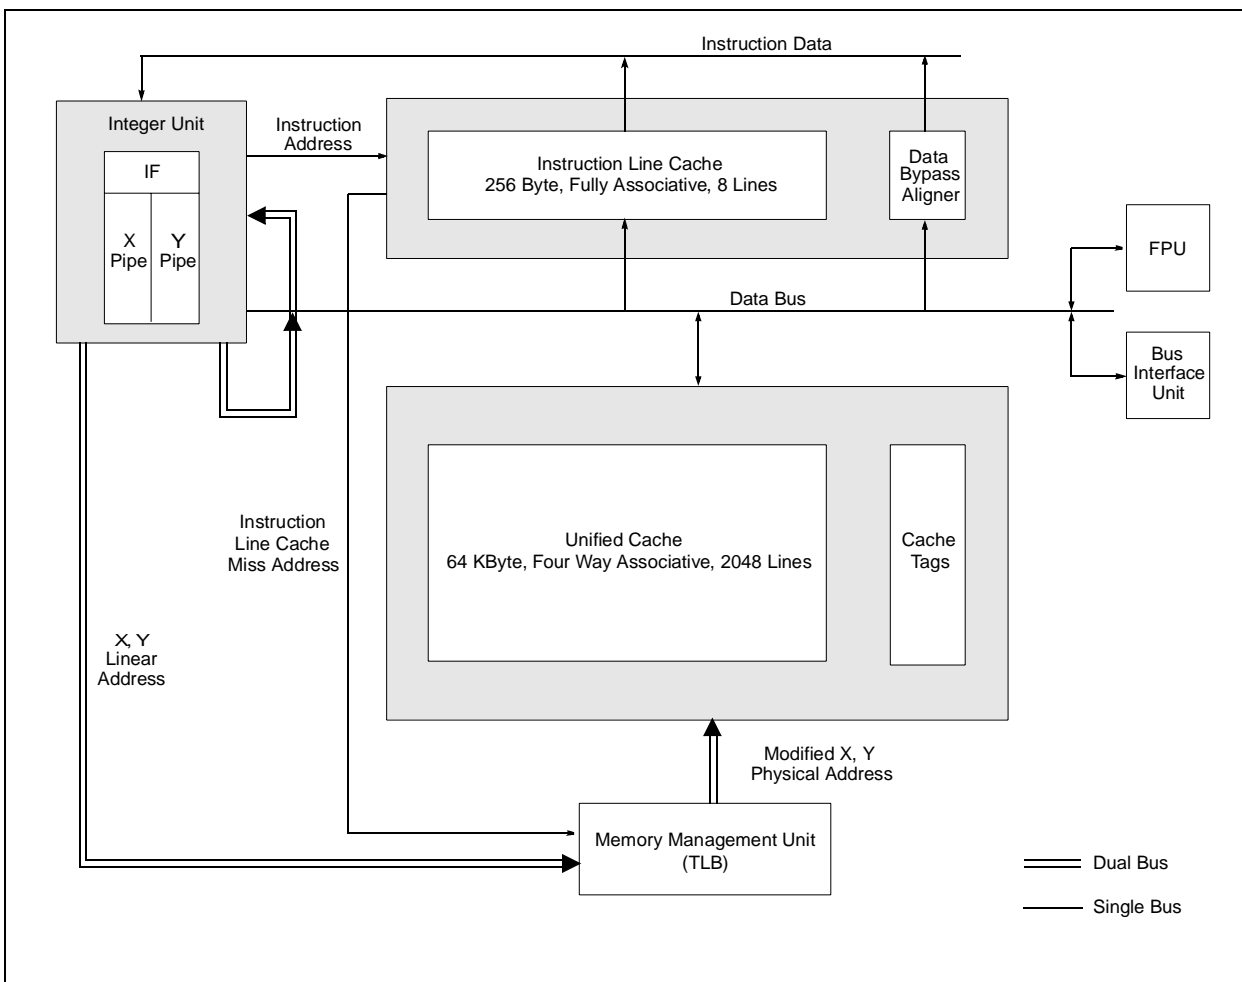 Instruction Data
Integer Unit
IF
X
Pipe
Y
Pipe
Instruction
Address
Instruction Line Cache
256 Byte, Fully Associative, 8 Lines
Data
Bypass
Aligner
FPU
Data Bus
Bus
Interface
Unit
Instruction
Line Cache
Miss Address
Unified Cache
64 KByte, Four Way Associative, 2048 Lines
Cache
Tags
X, Y
Linear
Address
Modified X, Y
Physical Address
Memory Management Unit
(TLB)
Dual Bus
Single Bus